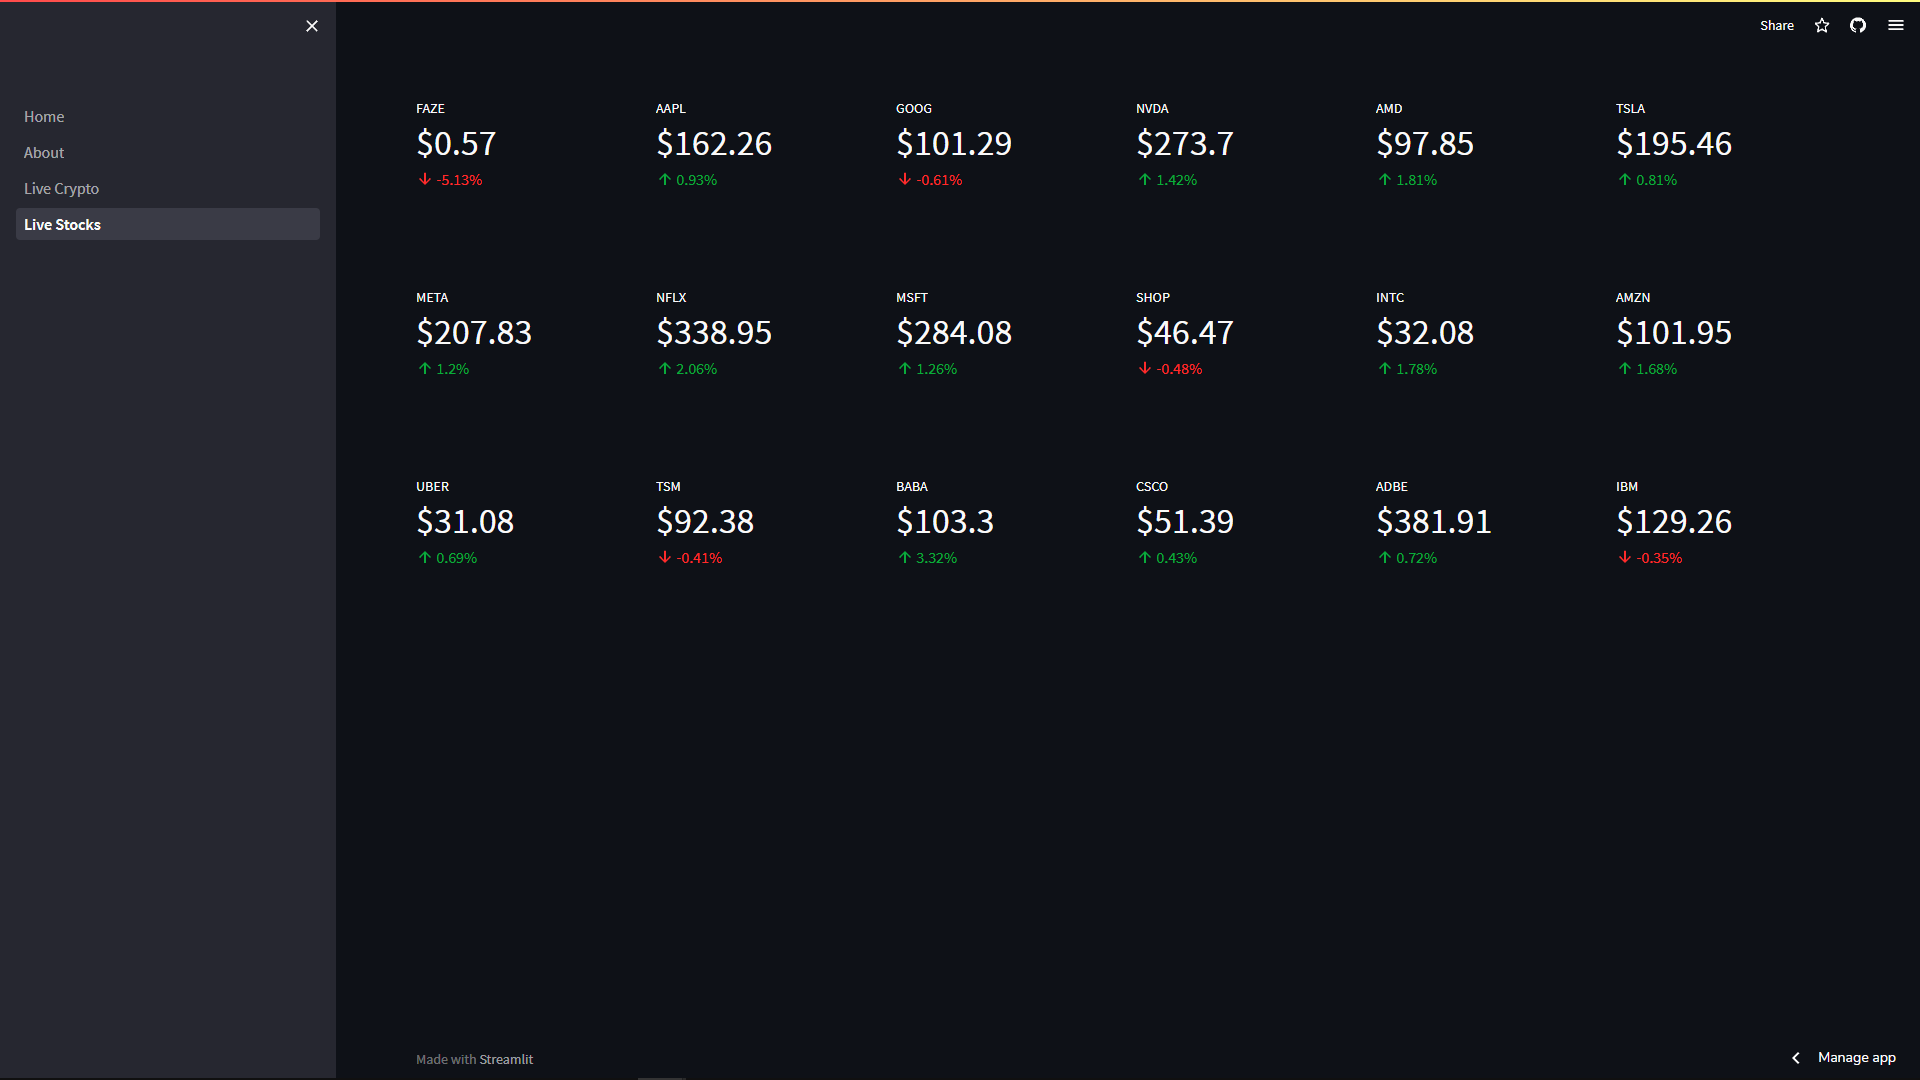 Share
Home
About
Live Crypto
Live Stocks
FAZE AAPL GOOG NVDA AMD TSLA
$0.57 $162.26 $101.29 $273.7 $97.85 $195.46
-5.13% 0.93% -0.61% 1.42% 1.81% 0.81%
META NFLX MSFT SHOP INTC AMZN
$207.83 $338.95 $284.08 $46.47 $32.08 $101.95
1.2% 2.06% 1.26% -0.48% 1.78% 1.68%
UBER TSM BABA CSCO ADBE IBM
$31.08 $92.38 $103.3 $51.39 $381.91 $129.26
0.69% -0.41% 3.32% 0.43% 0.72% -0.35%
Made with Streamlit
Manage app